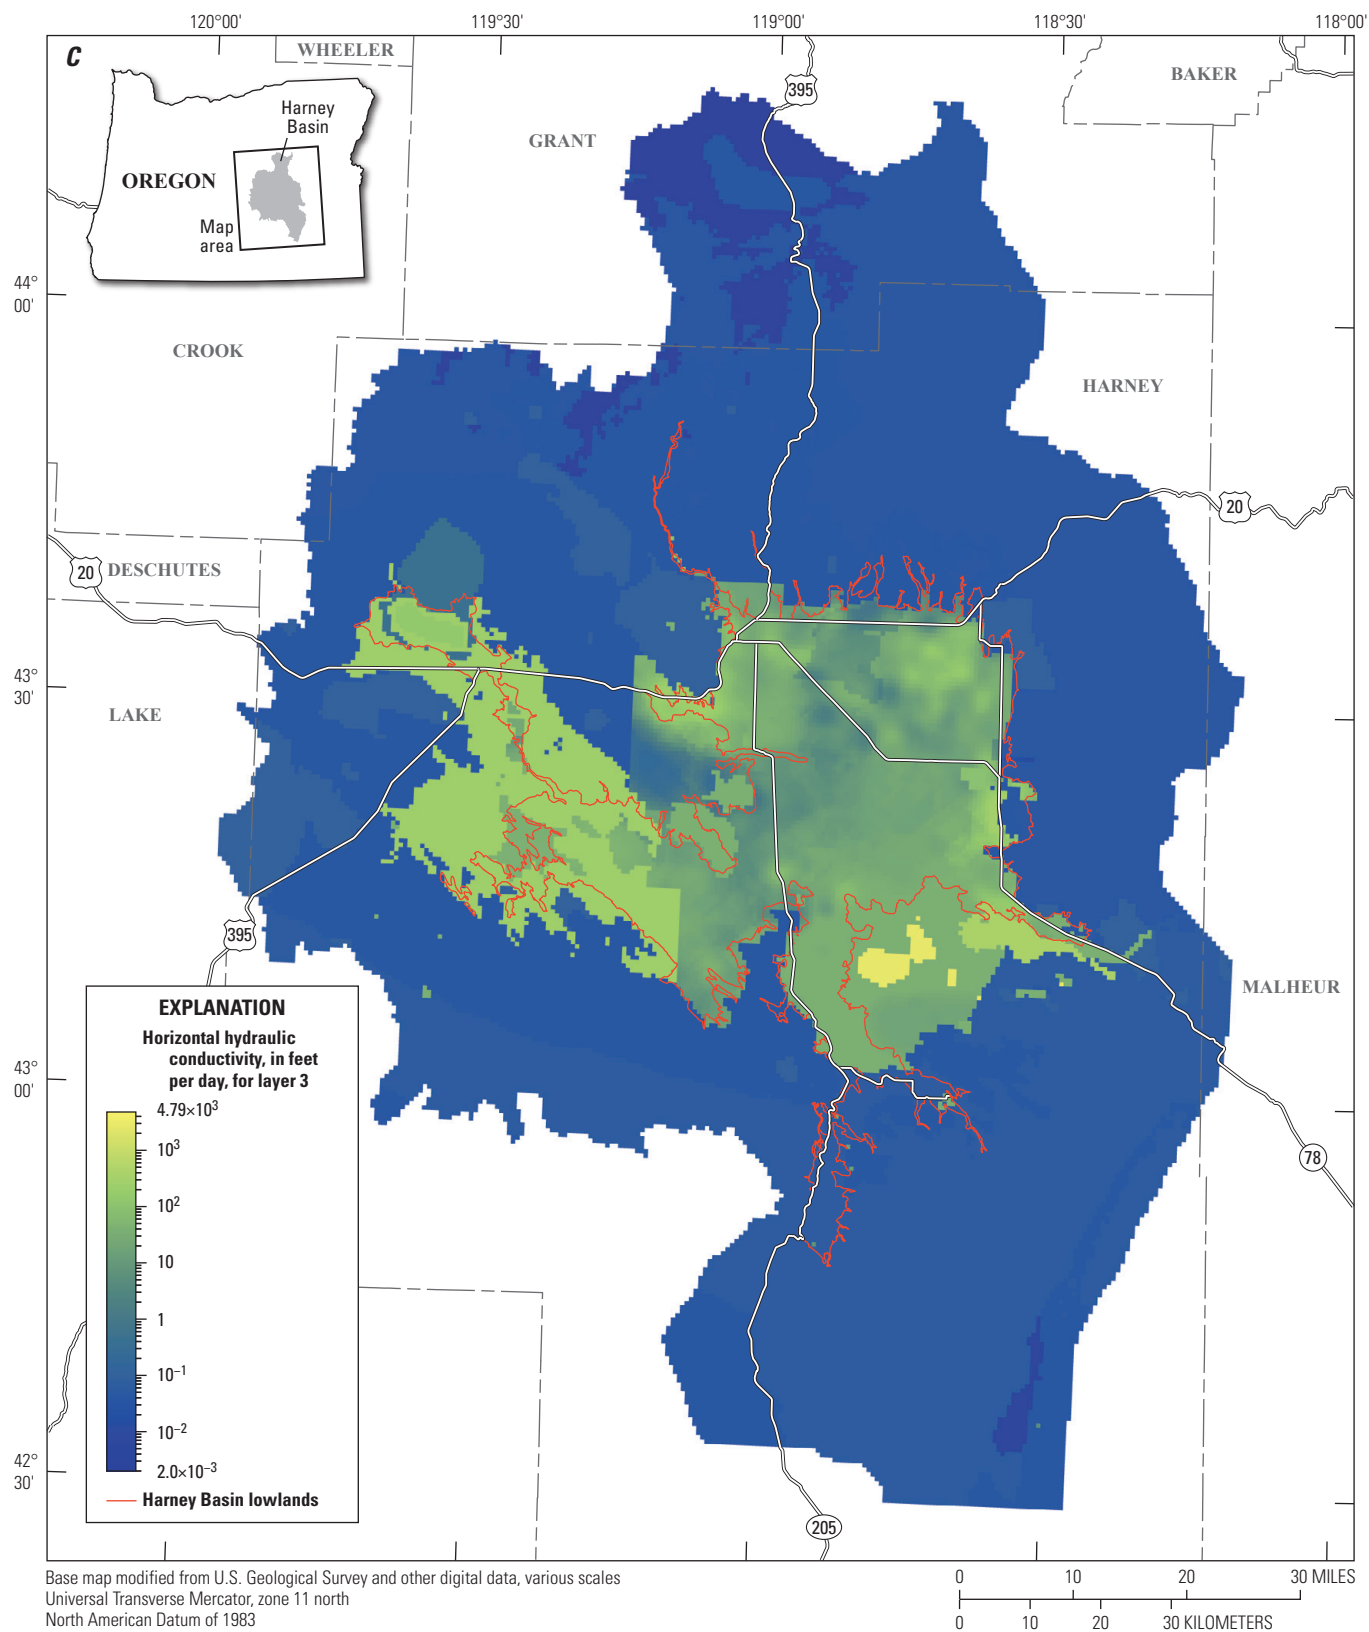 120°00'
119°30'
119°00'
118°30'
118°00'
C
WHEELER
BAKER
395
Harney
Basin
GRANT
OREGON
Map
area
44°
00'
CROOK
HARNEY
20
20
DESCHUTES
43°
30'
LAKE
395
MALHEUR
EXPLANATION
Horizontal hydraulic
conductivity, in feet
per day, for layer 3
4.79×10³
10³
10²
10
1
10⁻¹
10⁻²
2.0×10⁻³
Harney Basin lowlands
43°
00'
78
42°
30'
205
Base map modified from U.S. Geological Survey and other digital data, various scales
Universal Transverse Mercator, zone 11 north
North American Datum of 1983
0 10 20 30 MILES
0 10 20 30 KILOMETERS